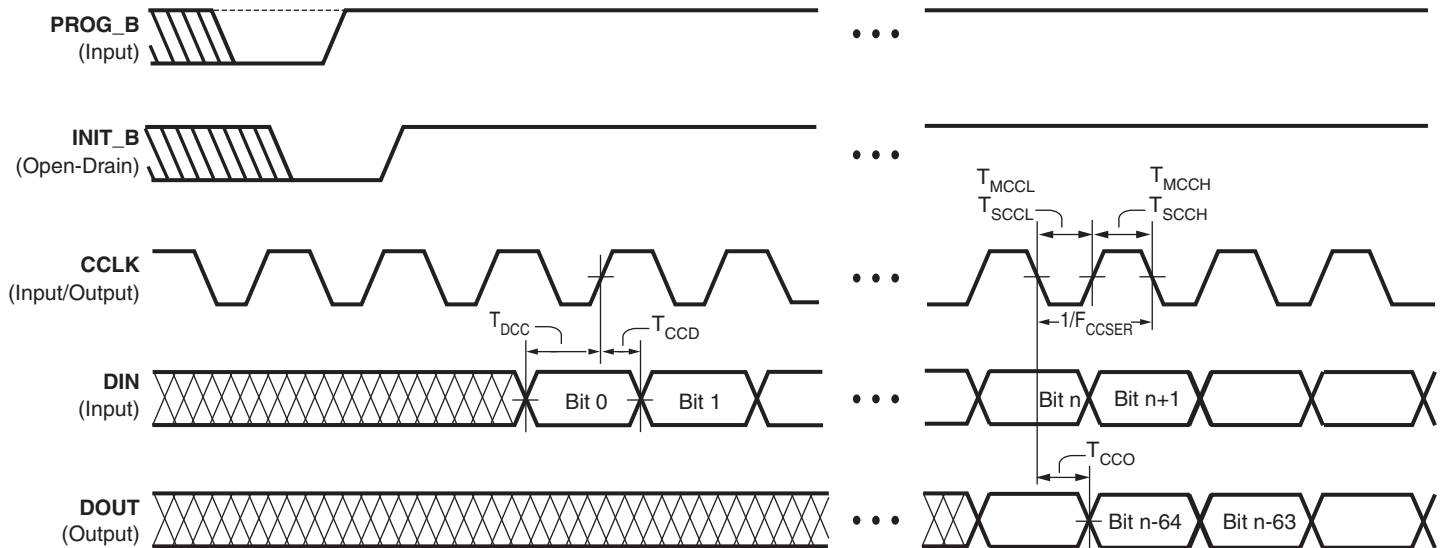 PROG_B
(Input)
INIT_B
(Open-Drain)
T_MCCL
T_SCCL
T_MCCH
T_SCCH
CCLK
(Input/Output)
1/F_CCSER
T_DCC
T_CCD
DIN
(Input)
Bit 0
Bit 1
Bit n
Bit n+1
T_CCO
DOUT
(Output)
Bit n-64
Bit n-63